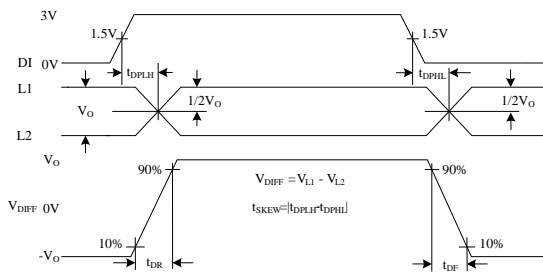 3V
1.5V 1.5V
DI 0V
tDPLH tDPHL
L1
VO 1/2VO 1/2VO
L2
VO
90% VDIFF = VL1 - VL2 90%
VDIFF 0V tSKEW=|tDPLH-tDPHL|
10% 10%
-VO
tDR tDF